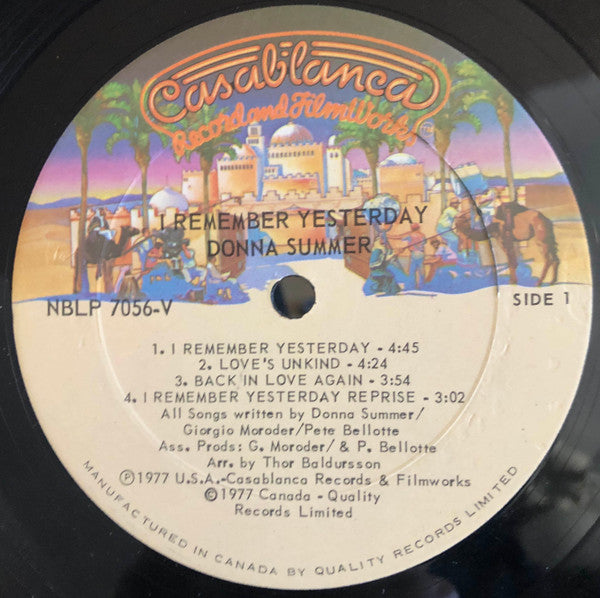 Casablanca
Record and FilmWorks
TM
I REMEMBER YESTERDAY
DONNA SUMMER
NBLP 7056-V
SIDE 1
1. I REMEMBER YESTERDAY - 4:45
2. LOVE'S UNKIND - 4:24
3. BACK IN LOVE AGAIN - 3:54
4. I REMEMBER YESTERDAY REPRISE - 3:02
All Songs written by Donna Summer/
Giorgio Moroder/Pete Bellotte
Ass. Prods: G. Moroder/ & P. Bellotte
Arr. by Thor Baldursson
Ⓟ1977 U.S.A.-Casablanca Records & Filmworks
©1977 Canada - Quality
Records Limited
MANUFACTURED IN CANADA BY QUALITY RECORDS LIMITED